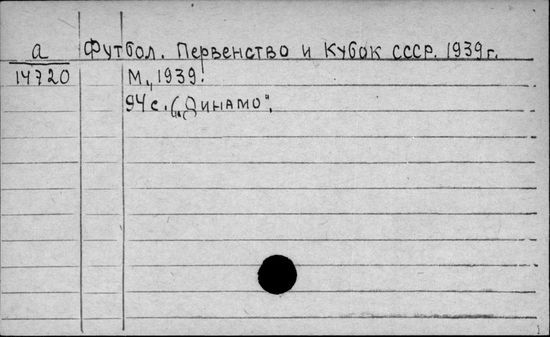 а Футбол. Первенство и Кубок СССР. 1939 г.
14720 М., 1939.
94 с. („Динамо",